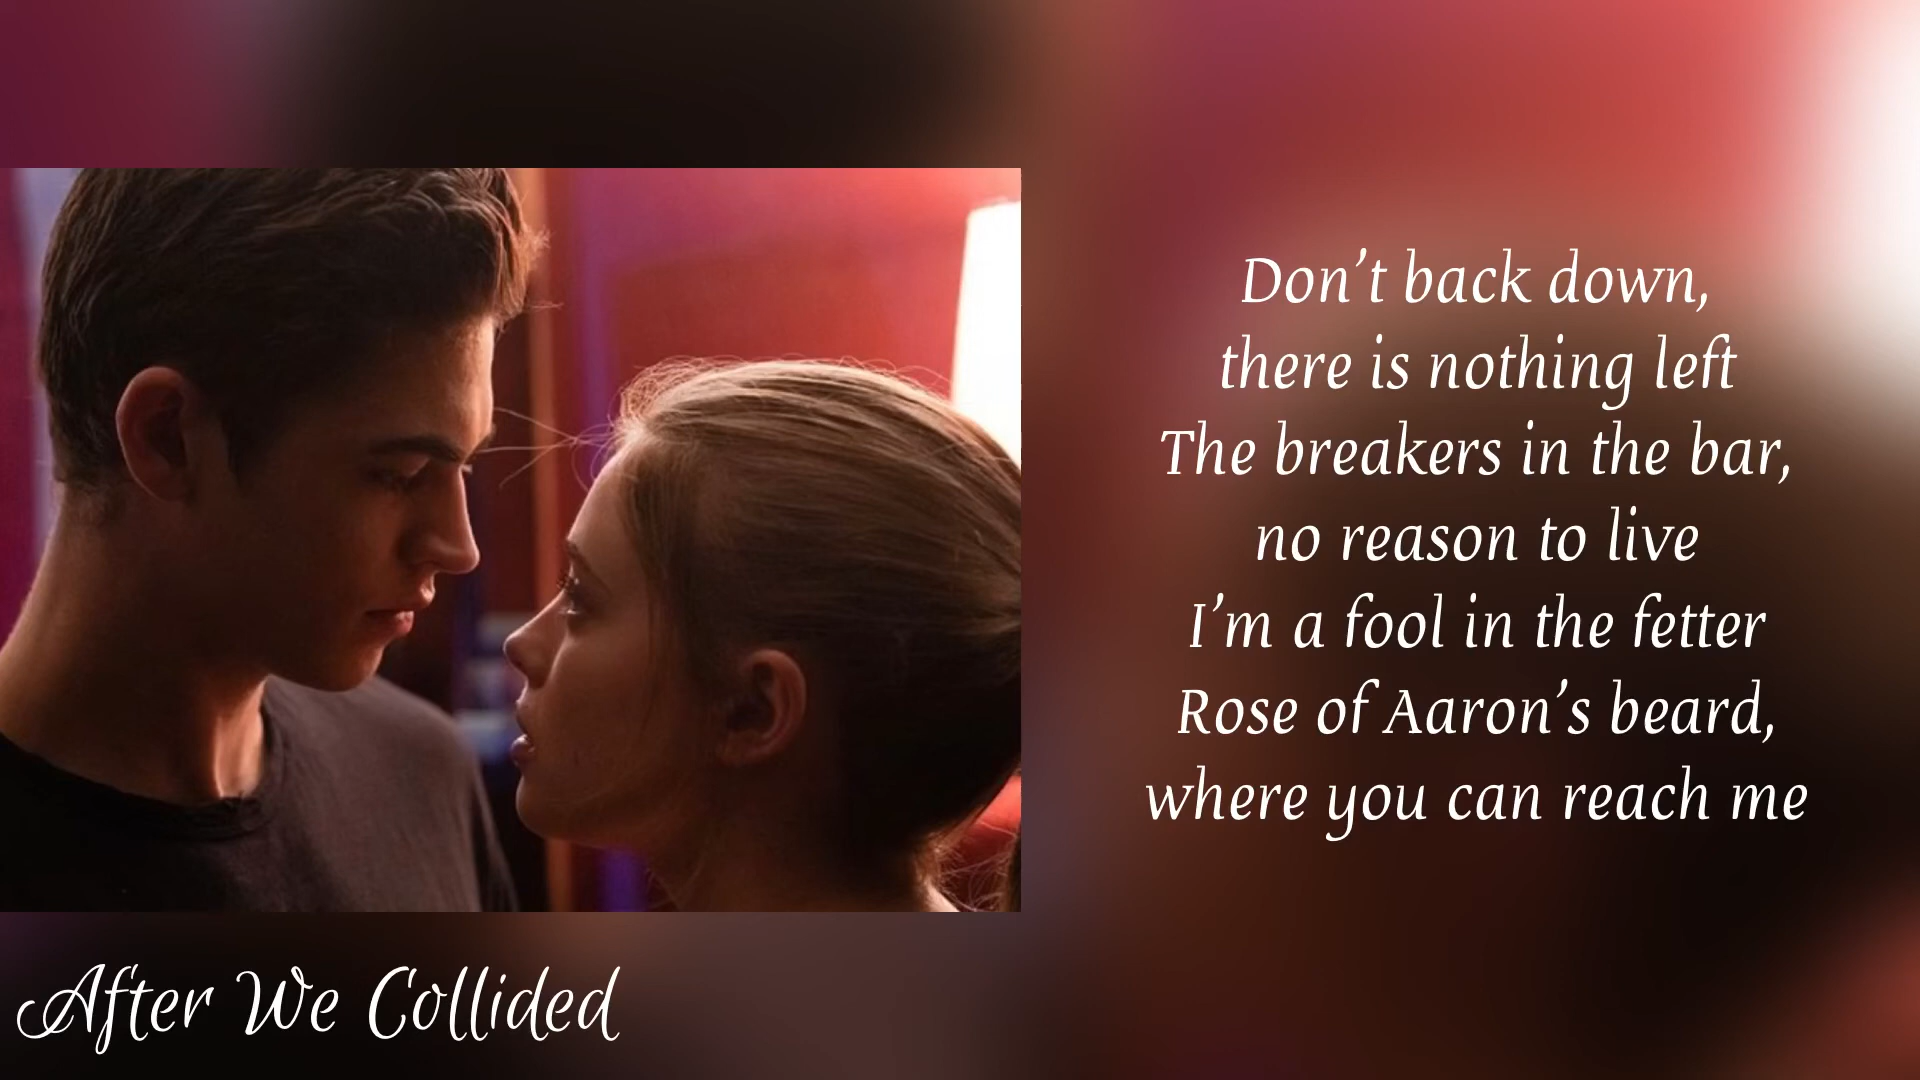 Don’t back down,
there is nothing left
The breakers in the bar,
no reason to live
I’m a fool in the fetter
Rose of Aaron’s beard,
where you can reach me
After We Collided